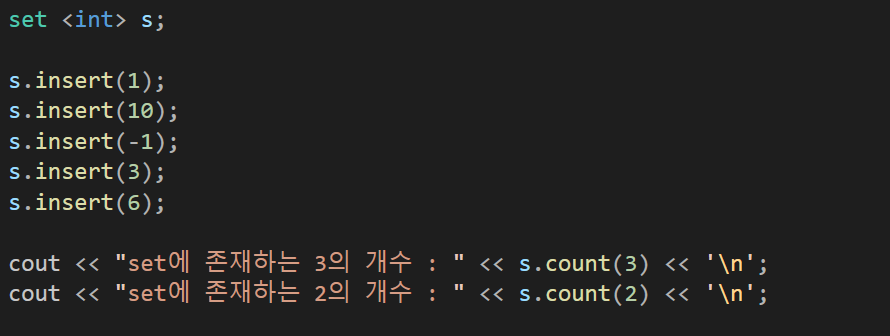 set <int> s;
s.insert(1);
s.insert(10);
s.insert(-1);
s.insert(3);
s.insert(6);
cout << "set에 존재하는 3의 개수 : " << s.count(3) << '\n';
cout << "set에 존재하는 2의 개수 : " << s.count(2) << '\n';